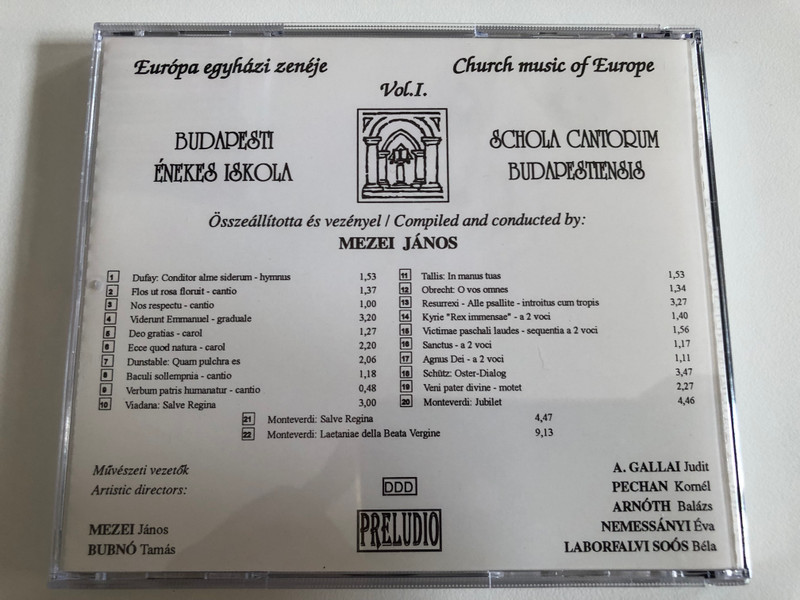 Európa egyházi zenéje
Church music of Europe
Vol.I.
BUDAPESTI
ÉNEKES ISKOLA
SCHOLA CANTORUM
BUDAPESTIENSIS
Összeállította és vezényel / Compiled and conducted by:
MEZEI JÁNOS
1 Dufay: Conditor alme siderum - hymnus 1,53
2 Flos ut rosa floruit - cantio 1,37
3 Nos respectu - cantio 1,00
4 Viderunt Emmanuel - graduale 3,20
5 Deo gratias - carol 1,27
6 Ecce quod natura - carol 2,20
7 Dunstable: Quam pulchra es 2,06
8 Baculi sollempnia - cantio 1,18
9 Verbum patris humanatur - cantio 0,48
10 Viadana: Salve Regina 3,00
11 Tallis: In manus tuas 1,53
12 Obrecht: O vos omnes 1,34
13 Resurrexi - Alle psallite - introitus cum tropis 3,27
14 Kyrie "Rex immensae" - a 2 voci 1,40
15 Victimae paschali laudes - sequentia a 2 voci 1,56
16 Sanctus - a 2 voci 1,17
17 Agnus Dei - a 2 voci 1,11
18 Schütz: Oster-Dialog 3,47
19 Veni pater divine - motet 2,27
20 Monteverdi: Jubilet 4,46
21 Monteverdi: Salve Regina 4,47
22 Monteverdi: Laetaniae della Beata Vergine 9,13
Művészeti vezetők
Artistic directors:
MEZEI János
BUBNÓ Tamás
DDD
PRELUDIO
A. GALLAI Judit
PECHAN Kornél
ARNÓTH Balázs
NEMESSÁNYI Éva
LABORFALVI SOÓS Béla